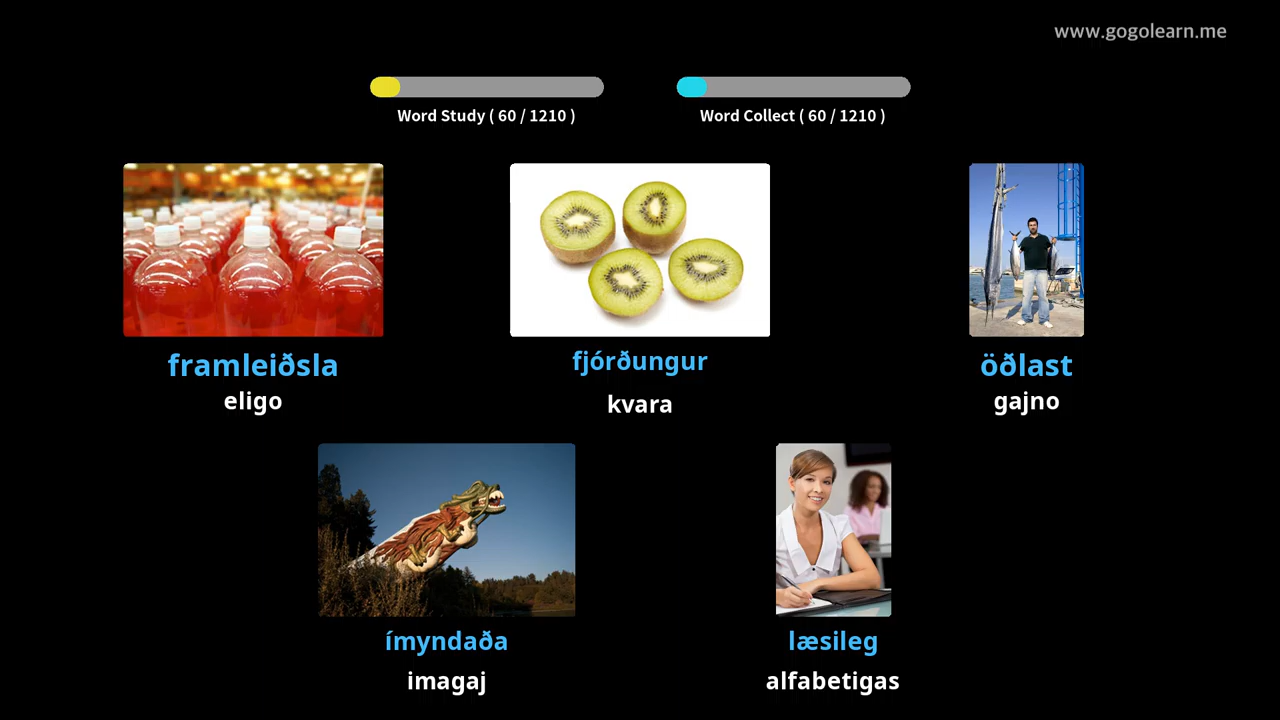 www.gogolearn.me
Word Study ( 60 / 1210 )
Word Collect ( 60 / 1210 )
framleiðsla
eligo
fjórðungur
kvara
öðlast
gajno
ímyndaða
imagaj
læsileg
alfabetigas